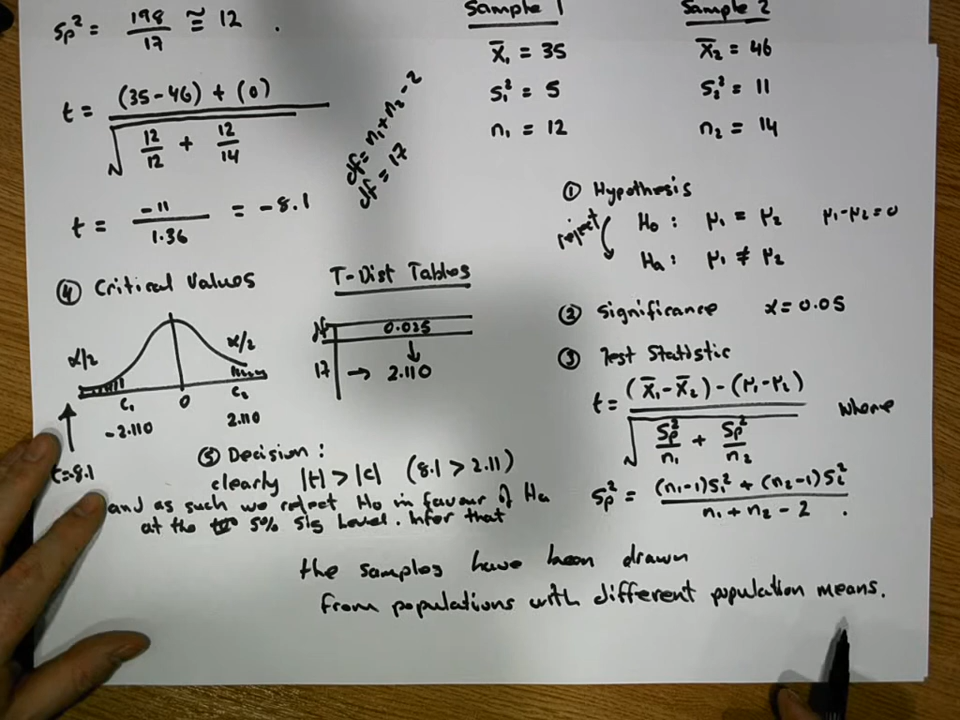 Sp² = 198/17 ≅ 12 .
t = (35 - 46) + (0) / √(12/12 + 12/14)
t = -11 / 1.36 = -8.1
df = n₁ + n₂ - 2
df = 17
Sample 1
x̄₁ = 35
s₁² = 5
n₁ = 12
Sample 2
x̄₂ = 46
s₂² = 11
n₂ = 14
① Hypothesis
reject
H₀ : μ₁ = μ₂ μ₁-μ₂ = 0
Ha : μ₁ ≠ μ₂
② Significance α = 0.05
③ Test Statistic
t = (x̄₁ - x̄₂) - (μ₁ - μ₂) / √(Sp²/n₁ + Sp²/n₂) where
Sp² = (n₁-1)s₁² + (n₂-1)s₂² / n₁ + n₂ - 2 .
④ Critical Values
α/2 α/2
C₁ 0 C₂
-2.110 2.110
t=-8.1
T-Dist Tables
0.025
17 → 2.110
⑤ Decision :
clearly |t| > |c| (8.1 > 2.11)
and as such we reject H₀ in favour of Ha
at the 5% sig level. Infer that
the samples have been drawn
from populations with different population means.